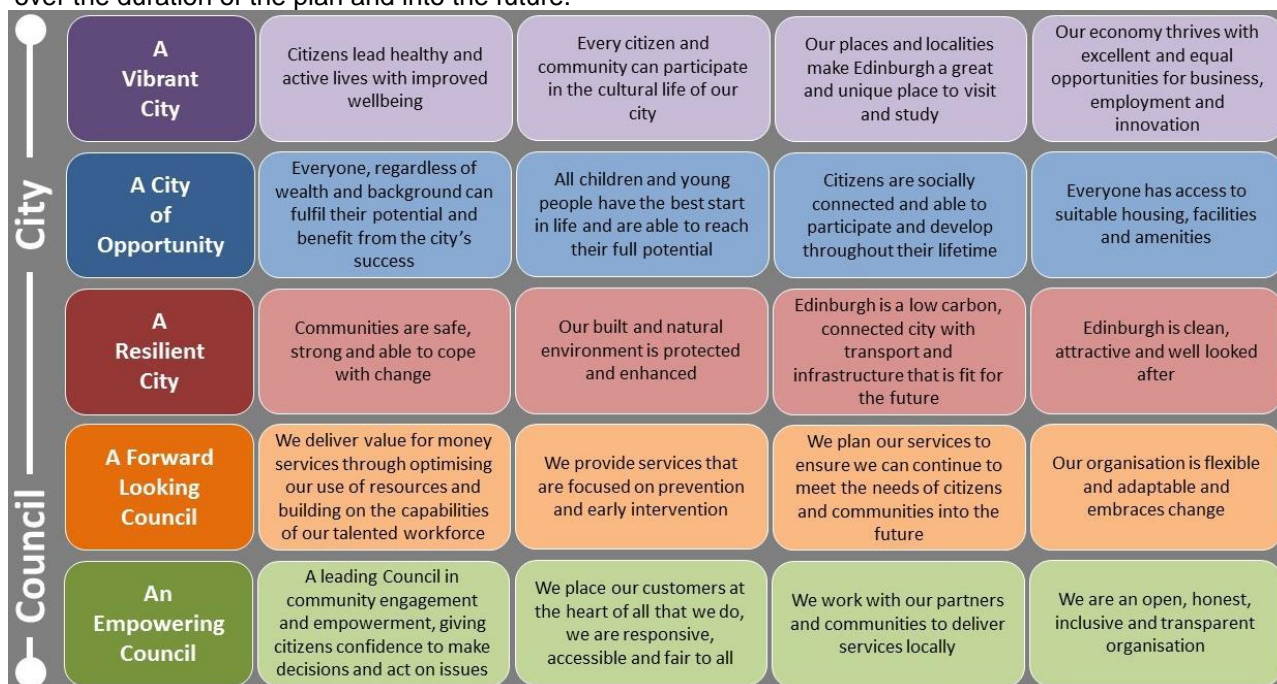 over the duration of the plan and into the future.
City
Council
A
Vibrant
City
Citizens lead healthy and
active lives with improved
wellbeing
Every citizen and
community can participate
in the cultural life of our
city
Our places and localities
make Edinburgh a great
and unique place to visit
and study
Our economy thrives with
excellent and equal
opportunities for business,
employment and
innovation
A City
of
Opportunity
Everyone, regardless of
wealth and background can
fulfil their potential and
benefit from the city's
success
All children and young
people have the best start
in life and are able to reach
their full potential
Citizens are socially
connected and able to
participate and develop
throughout their lifetime
Everyone has access to
suitable housing, facilities
and amenities
A
Resilient
City
Communities are safe,
strong and able to cope
with change
Our built and natural
environment is protected
and enhanced
Edinburgh is a low carbon,
connected city with
transport and
infrastructure that is fit for
the future
Edinburgh is clean,
attractive and well looked
after
A Forward
Looking
Council
We deliver value for money
services through optimising
our use of resources and
building on the capabilities
of our talented workforce
We provide services that
are focused on prevention
and early intervention
We plan our services to
ensure we can continue to
meet the needs of citizens
and communities into the
future
Our organisation is flexible
and adaptable and
embraces change
An
Empowering
Council
A leading Council in
community engagement
and empowerment, giving
citizens confidence to make
decisions and act on issues
We place our customers at
the heart of all that we do,
we are responsive,
accessible and fair to all
We work with our partners
and communities to deliver
services locally
We are an open, honest,
inclusive and transparent
organisation